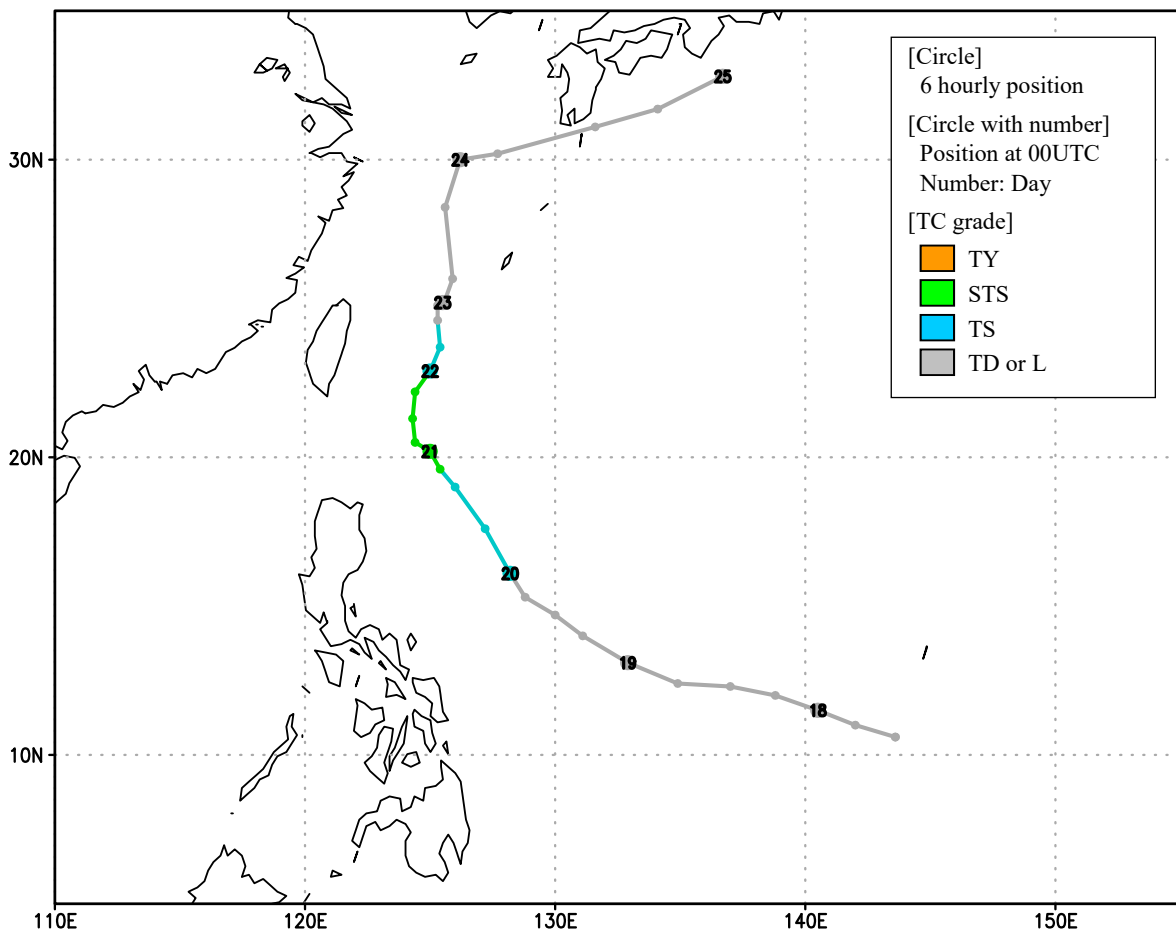 25
[Circle]
6 hourly position
[Circle with number]
Position at 00UTC
Number: Day
[TC grade]
TY
STS
TS
TD or L
30N
24
23
22
20N
21
20
19
18
10N
110E
120E
130E
140E
150E